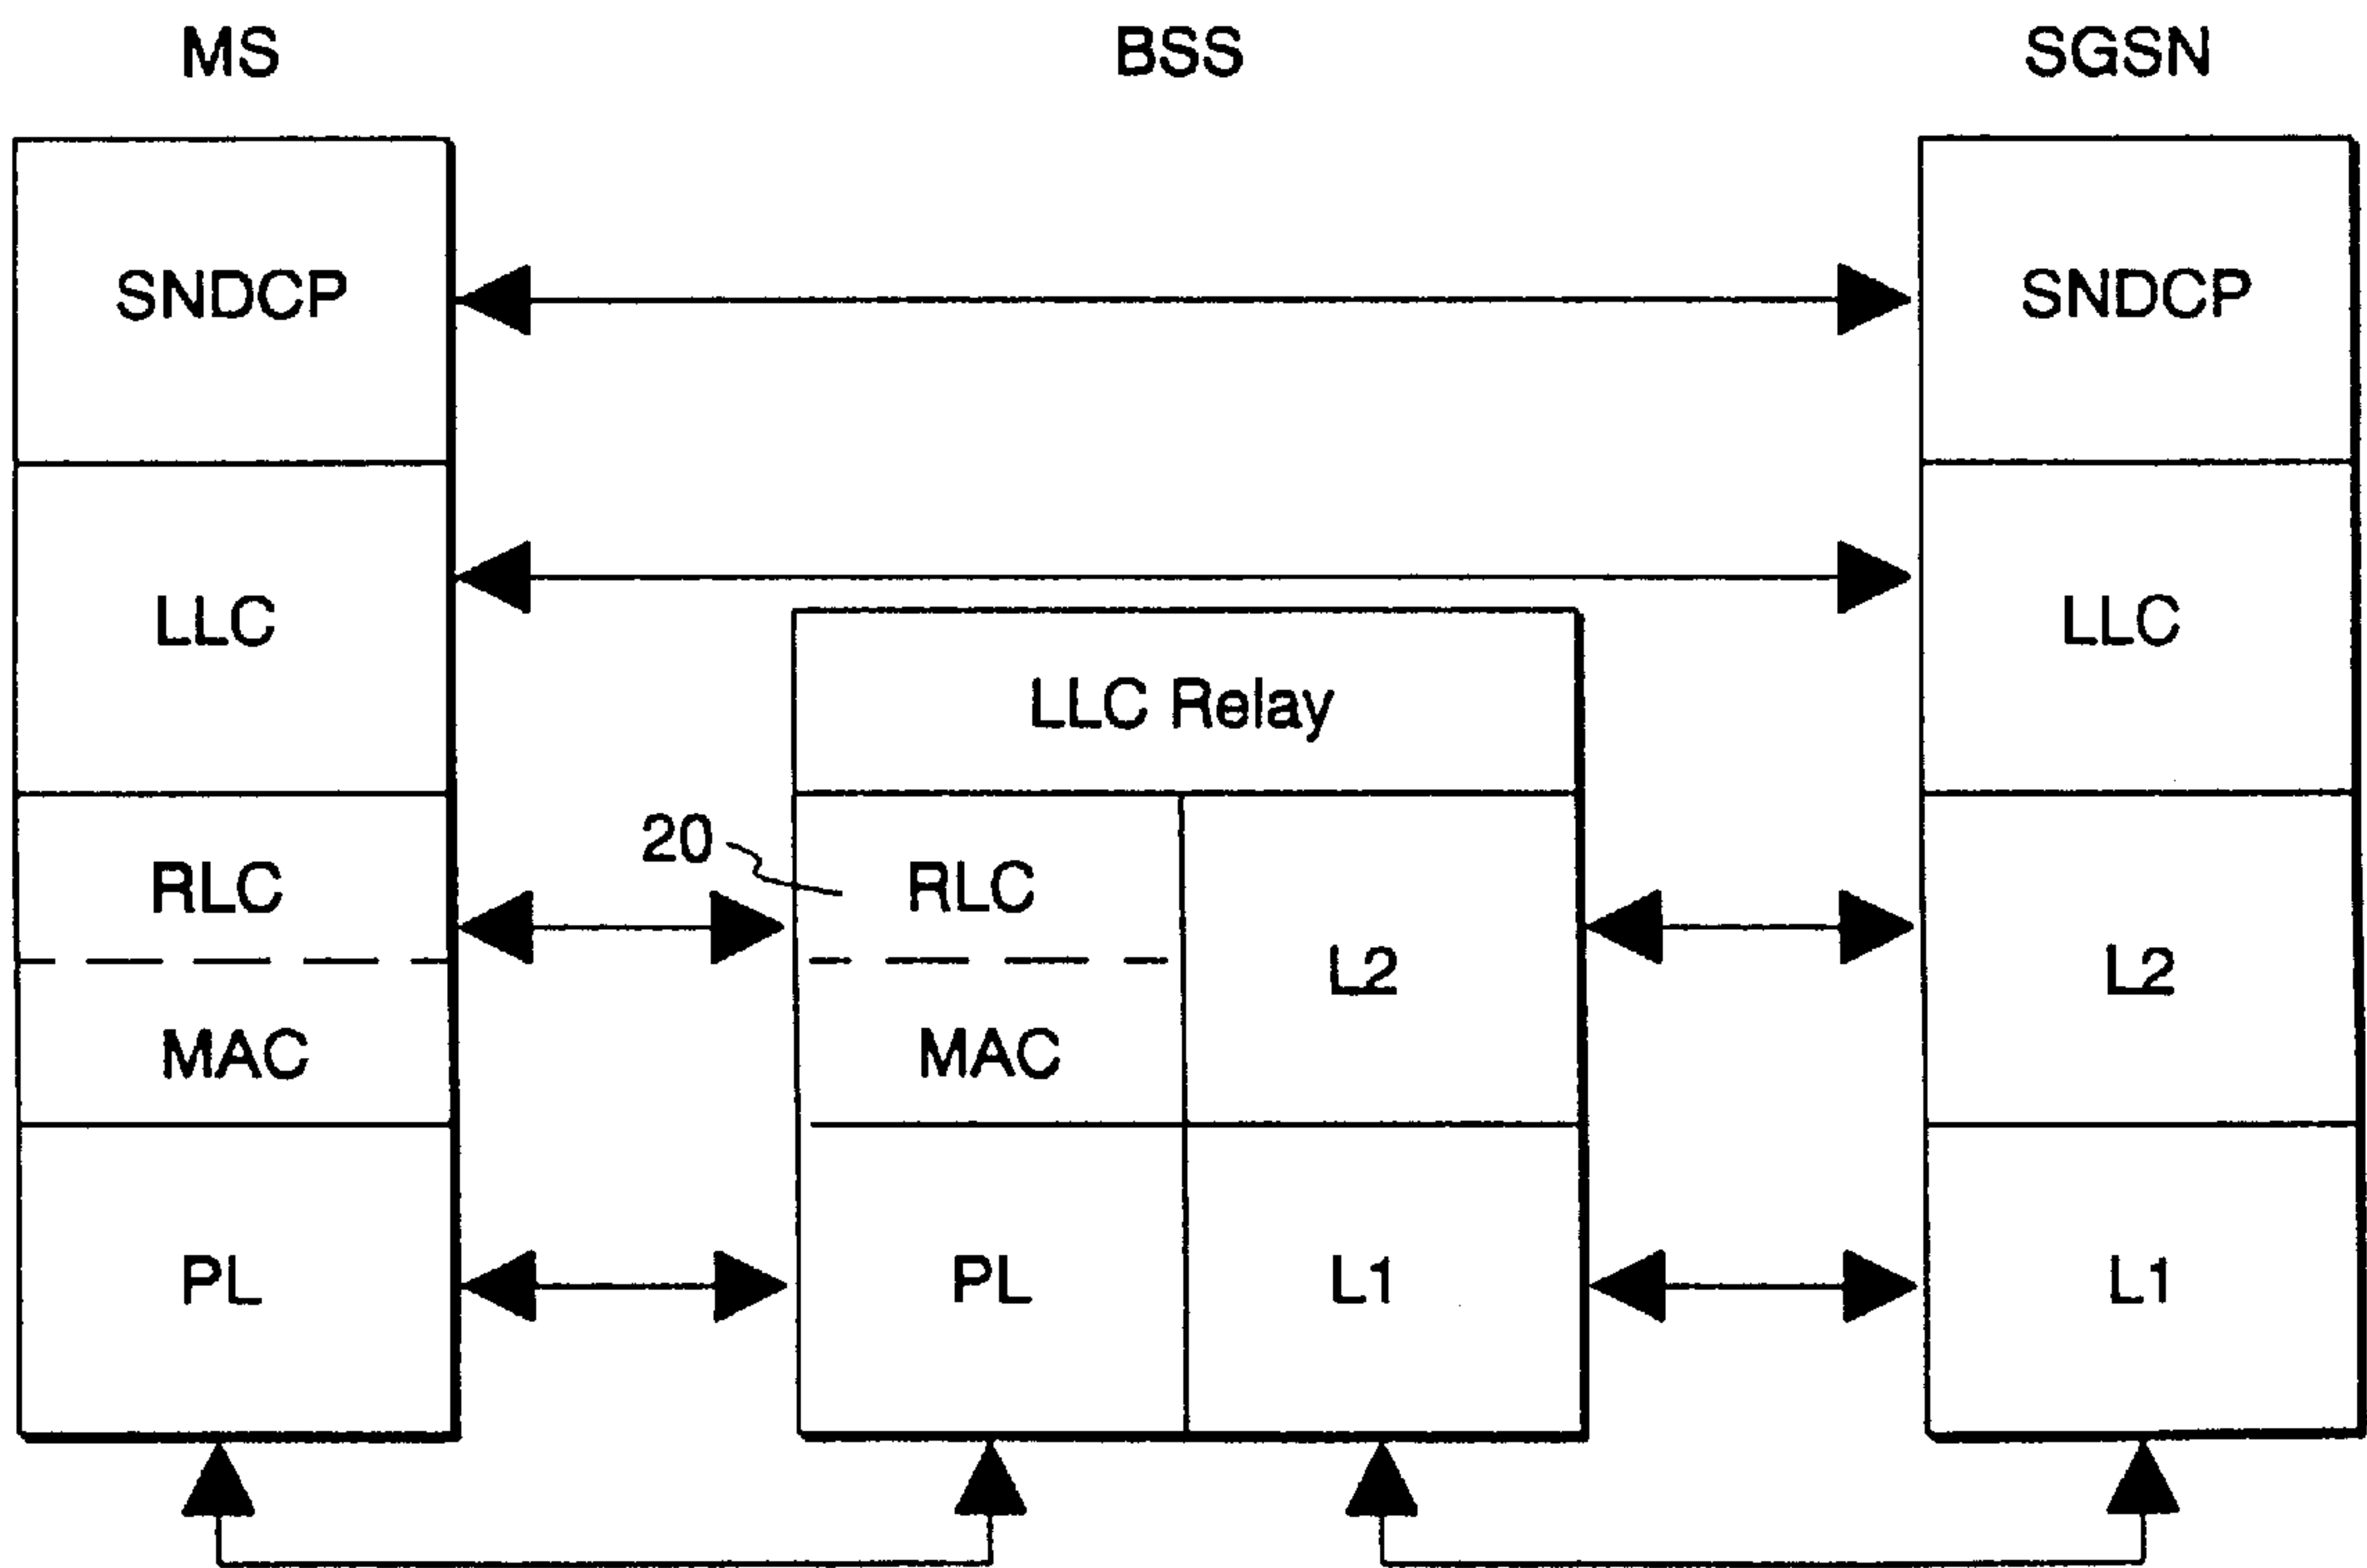 MS BSS SGSN
SNDCP SNDCP
LLC LLC
LLC Relay
20
RLC RLC
L2 L2
MAC MAC
PL PL L1 L1